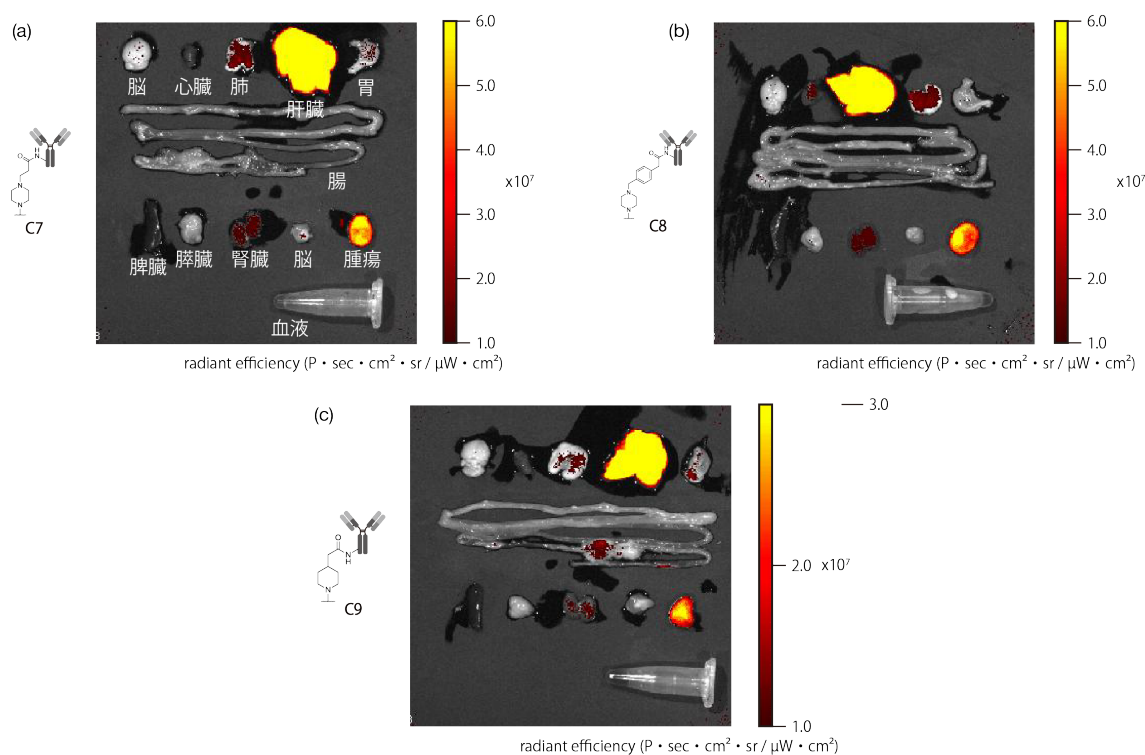 (a)
脳 心臓 肺 肝臓 胃
腸
脾臓 膵臓 腎臓 脳 腫瘍
血液
O
H
N
N
N
C7
6.0
5.0
4.0
x10⁷
3.0
2.0
1.0
radiant efficiency (P・sec・cm²・sr / μW・cm²)
(b)
H
N
O
N
N
C8
6.0
5.0
4.0
x10⁷
3.0
2.0
1.0
radiant efficiency (P・sec・cm²・sr / μW・cm²)
(c)
O
N
H
N
C9
3.0
2.0 x10⁷
1.0
radiant efficiency (P・sec・cm²・sr / μW・cm²)